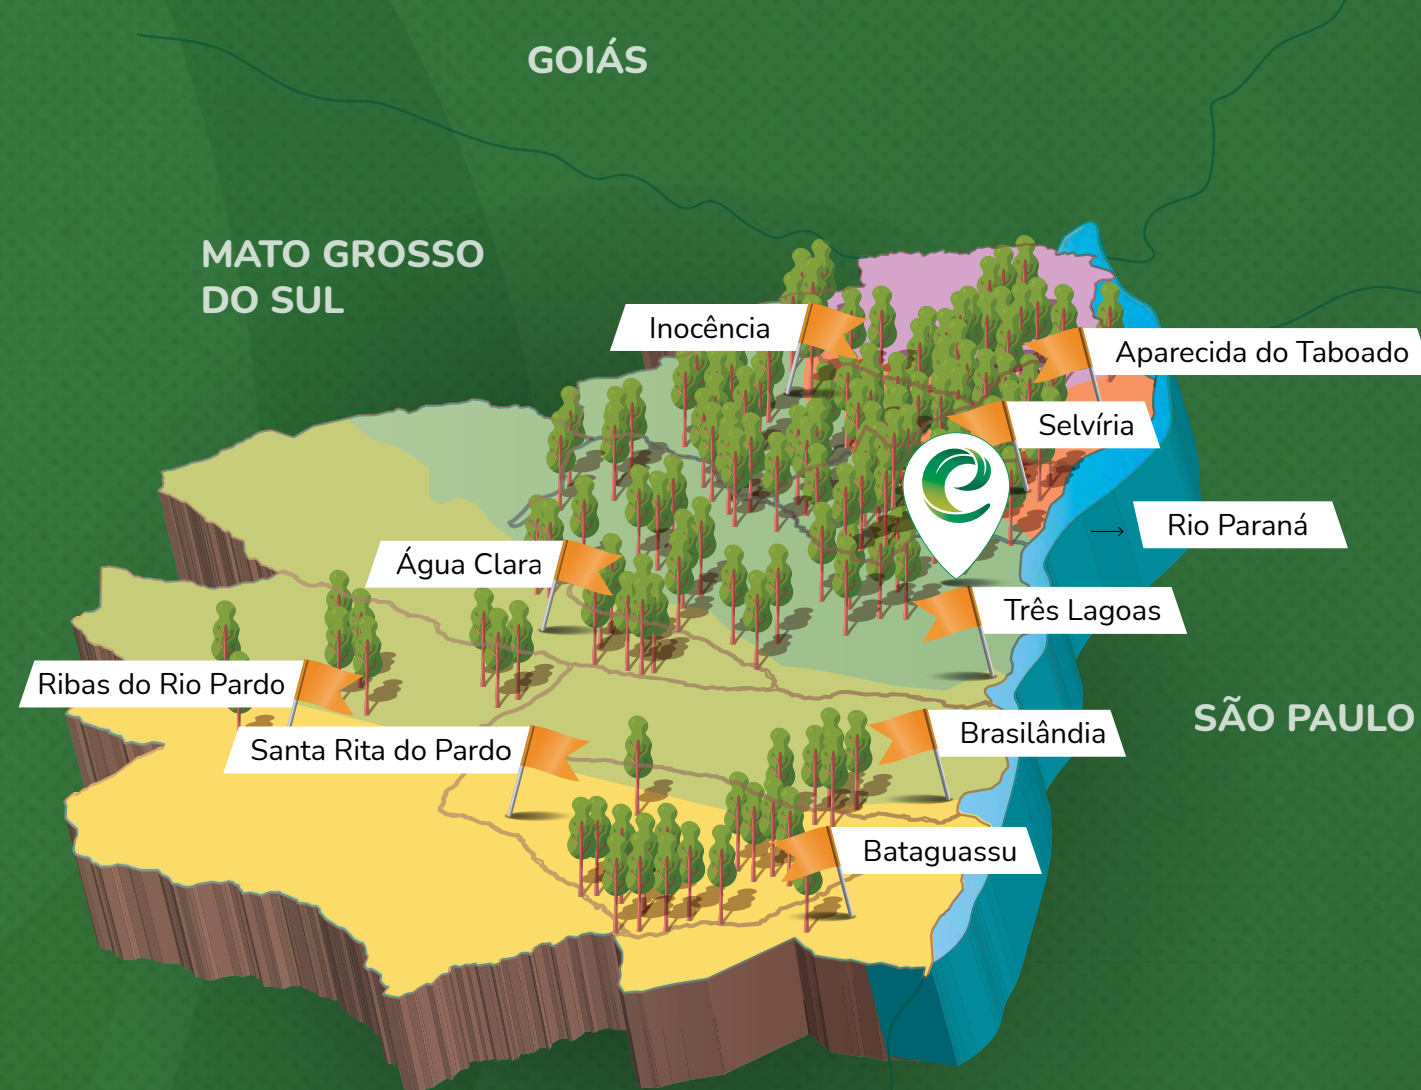 GOIÁS
MATO GROSSO
DO SUL
Inocência
Aparecida do Taboado
Selvíria
Rio Paraná
Água Clara
Três Lagoas
Ribas do Rio Pardo
SÃO PAULO
Santa Rita do Pardo
Brasilândia
Bataguassu